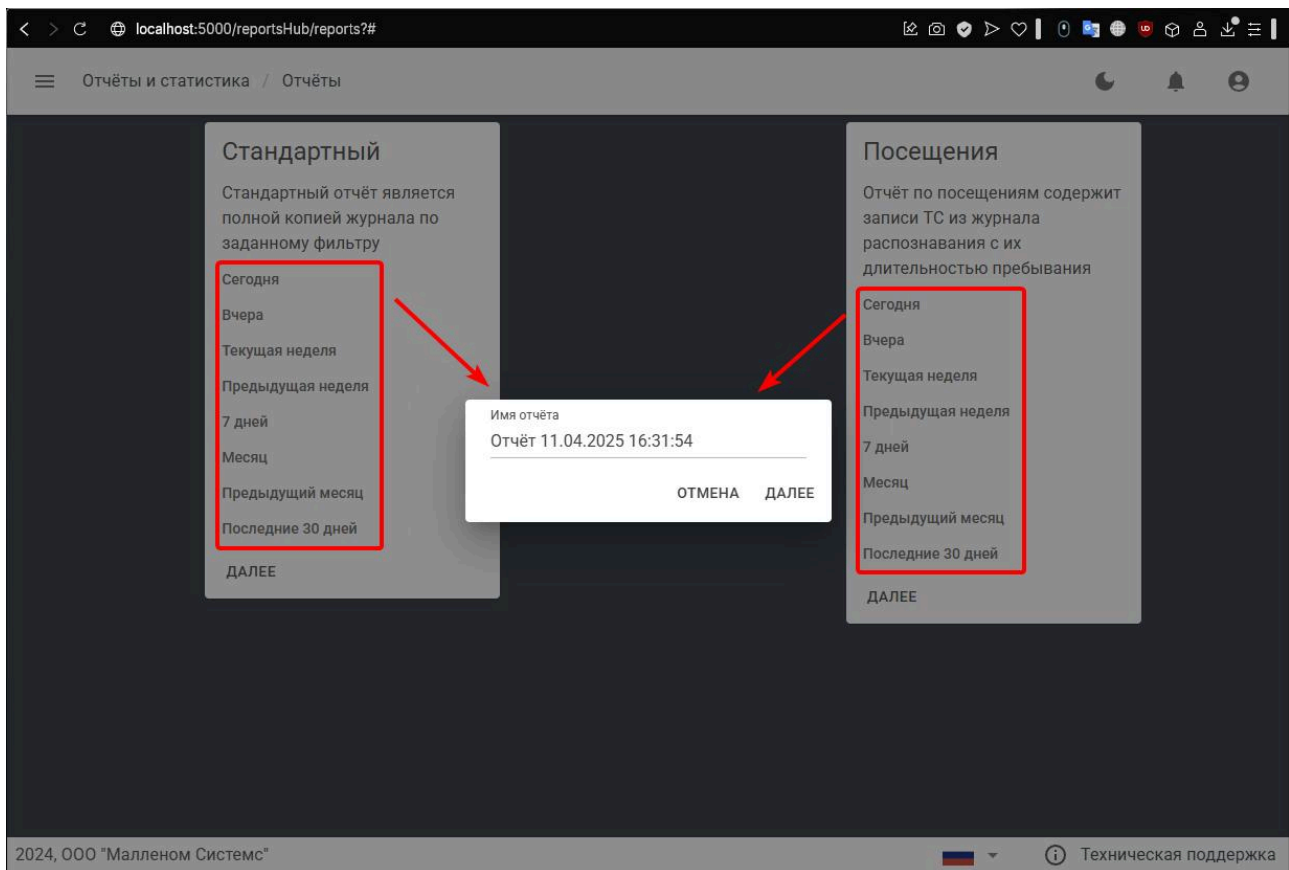 localhost:5000/reportsHub/reports?#
Отчёты и статистика / Отчёты
Стандартный
Стандартный отчёт является
полной копией журнала по
заданному фильтру
Сегодня
Вчера
Текущая неделя
Предыдущая неделя
7 дней
Месяц
Предыдущий месяц
Последние 30 дней
ДАЛЕЕ
Имя отчёта
Отчёт 11.04.2025 16:31:54
ОТМЕНА ДАЛЕЕ
Посещения
Отчёт по посещениям содержит
записи ТС из журнала
распознавания с их
длительностью пребывания
Сегодня
Вчера
Текущая неделя
Предыдущая неделя
7 дней
Месяц
Предыдущий месяц
Последние 30 дней
ДАЛЕЕ
2024, ООО "Малленом Системс"
Техническая поддержка